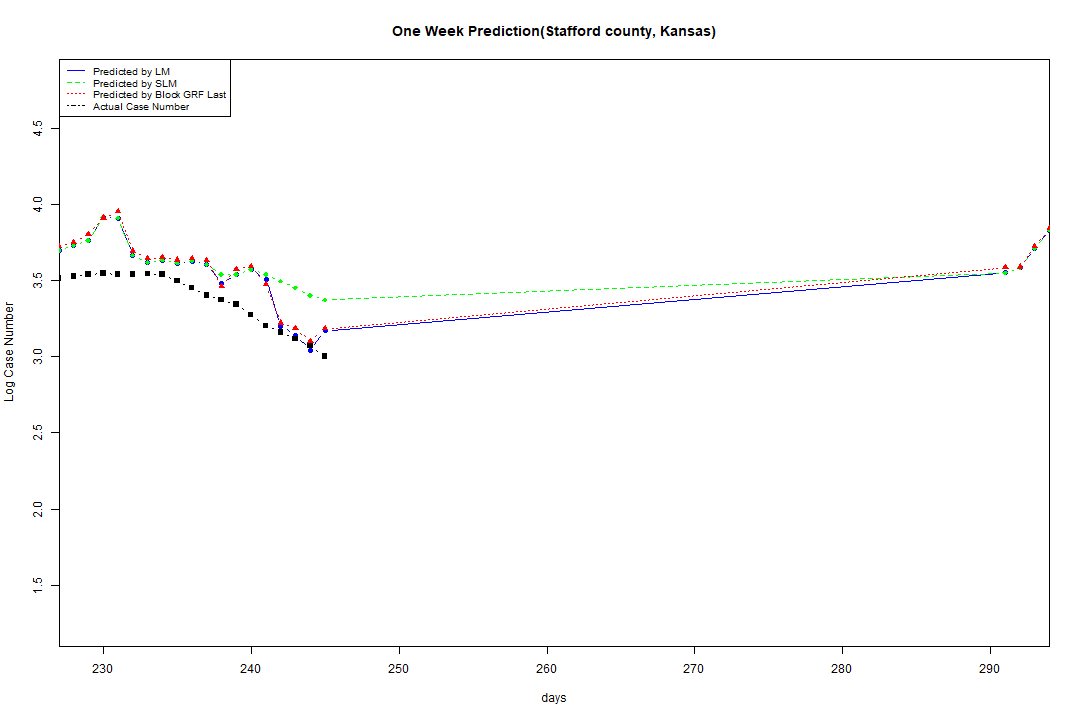 One Week Prediction(Stafford county, Kansas)
Predicted by LM
Predicted by SLM
Predicted by Block GRF Last
Actual Case Number
4.5
4.0
3.5
3.0
2.5
2.0
1.5
Log Case Number
230 240 250 260 270 280 290
days